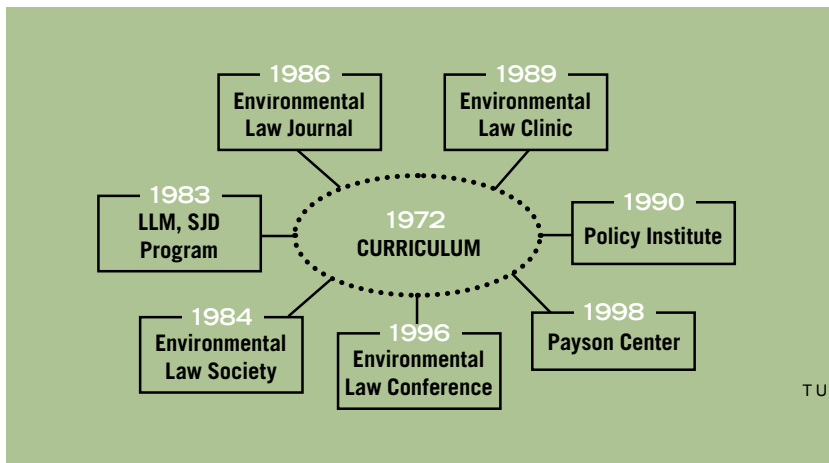 1986
Environmental
Law Journal
1989
Environmental
Law Clinic
1983
LLM, SJD
Program
1972
CURRICULUM
1990
Policy Institute
1984
Environmental
Law Society
1996
Environmental
Law Conference
1998
Payson Center
TU